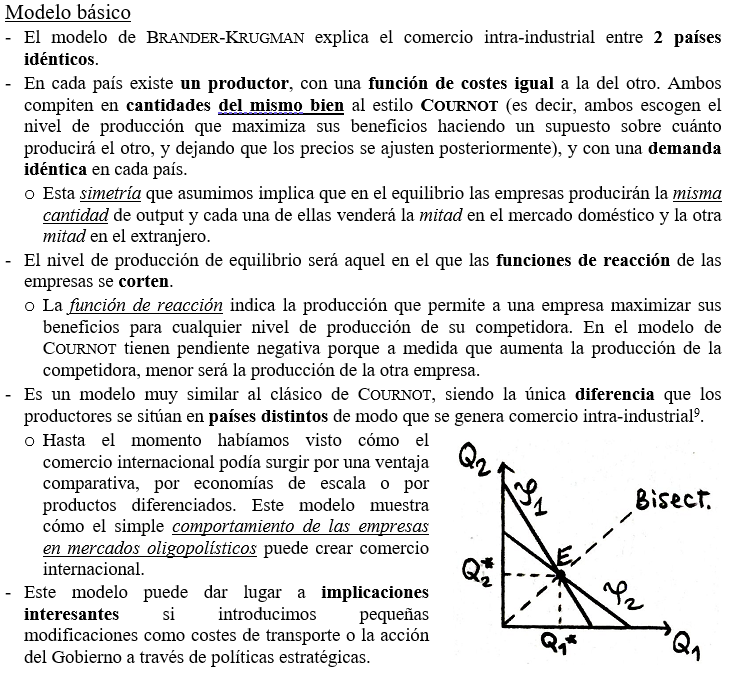 Modelo básico
- El modelo de BRANDER-KRUGMAN explica el comercio intra-industrial entre 2 países
idénticos.
- En cada país existe un productor, con una función de costes igual a la del otro. Ambos
compiten en cantidades del mismo bien al estilo COURNOT (es decir, ambos escogen el
nivel de producción que maximiza sus beneficios haciendo un supuesto sobre cuánto
producirá el otro, y dejando que los precios se ajusten posteriormente), y con una demanda
idéntica en cada país.
o Esta simetría que asumimos implica que en el equilibrio las empresas producirán la misma
cantidad de output y cada una de ellas venderá la mitad en el mercado doméstico y la otra
mitad en el extranjero.
- El nivel de producción de equilibrio será aquel en el que las funciones de reacción de las
empresas se corten.
o La función de reacción indica la producción que permite a una empresa maximizar sus
beneficios para cualquier nivel de producción de su competidora. En el modelo de
COURNOT tienen pendiente negativa porque a medida que aumenta la producción de la
competidora, menor será la producción de la otra empresa.
- Es un modelo muy similar al clásico de COURNOT, siendo la única diferencia que los
productores se sitúan en países distintos de modo que se genera comercio intra-industrial⁹.
o Hasta el momento habíamos visto cómo el
comercio internacional podía surgir por una ventaja
comparativa, por economías de escala o por
productos diferenciados. Este modelo muestra
cómo el simple comportamiento de las empresas
en mercados oligopolísticos puede crear comercio
internacional.
- Este modelo puede dar lugar a implicaciones
interesantes si introducimos pequeñas
modificaciones como costes de transporte o la acción
del Gobierno a través de políticas estratégicas.
Q₂
φ₁
Bisect.
E
Q₂*
φ₂
Q₁*
Q₁